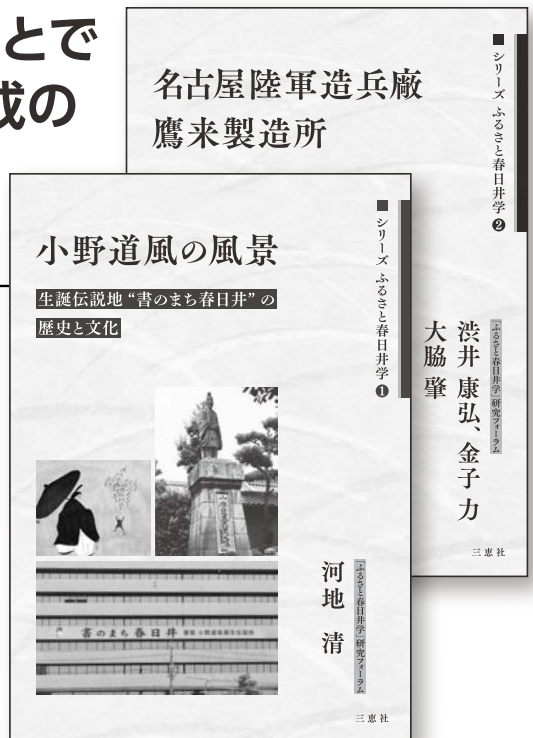 とで
成の
名古屋陸軍造兵廠
鷹来製造所
■シリーズ ふるさと春日井学❷
「ふるさと春日井学」研究フォーラム
渋井 康弘、金子 力
大脇 肇
三恵社
小野道風の風景
生誕伝説地“書のまち春日井”の
歴史と文化
■シリーズ ふるさと春日井学❶
書のまち春日井
「ふるさと春日井学」研究フォーラム
河地 清
三恵社